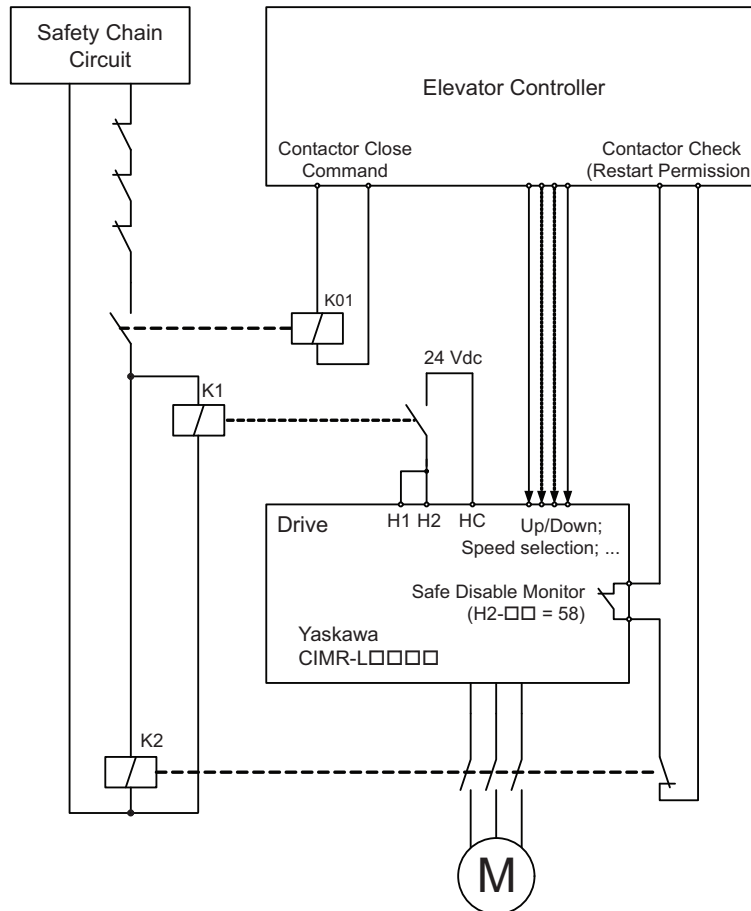 Safety Chain
Circuit
Elevator Controller
Contactor Close
Command
Contactor Check
(Restart Permission
K01
24 Vdc
K1
H1 H2 HC
Drive
Up/Down;
Speed selection; ...
Safe Disable Monitor
(H2-□□ = 58)
Yaskawa
CIMR-L□□□□
K2
M